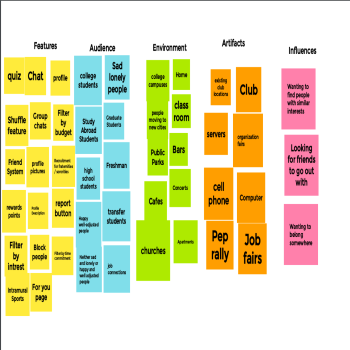 Features
Audience
Environment
Artifacts
Influences
quiz
Chat
profile
Shuffle
feature
Group
chats
Filter
by
budget
Friend
System
profile
pictures
Recruitment
for fraternities
/ sororities
rewards
points
Profile
Description
report
button
Filter
by
intrest
Block
people
Filter by time
commitment
Intramural
Sports
For you
page
college
students
Sad
lonely
people
Study
Abroad
Students
Graduate
Students
high
school
students
Freshman
Happy
well-adjusted
people
transfer
students
Neither sad
and lonely or
happy and
well adjusted
people
job
connections
college
campuses
Home
people
moving to
new cities
class
room
Public
Parks
Bars
Cafes
Concerts
churches
Apartments
existing
club
locations
Club
servers
organization
fairs
cell
phone
Computer
Pep
rally
Job
fairs
Wanting to
find people
with similar
interests
Looking
for friends
to go out
with
Wanting to
belong
somewhere